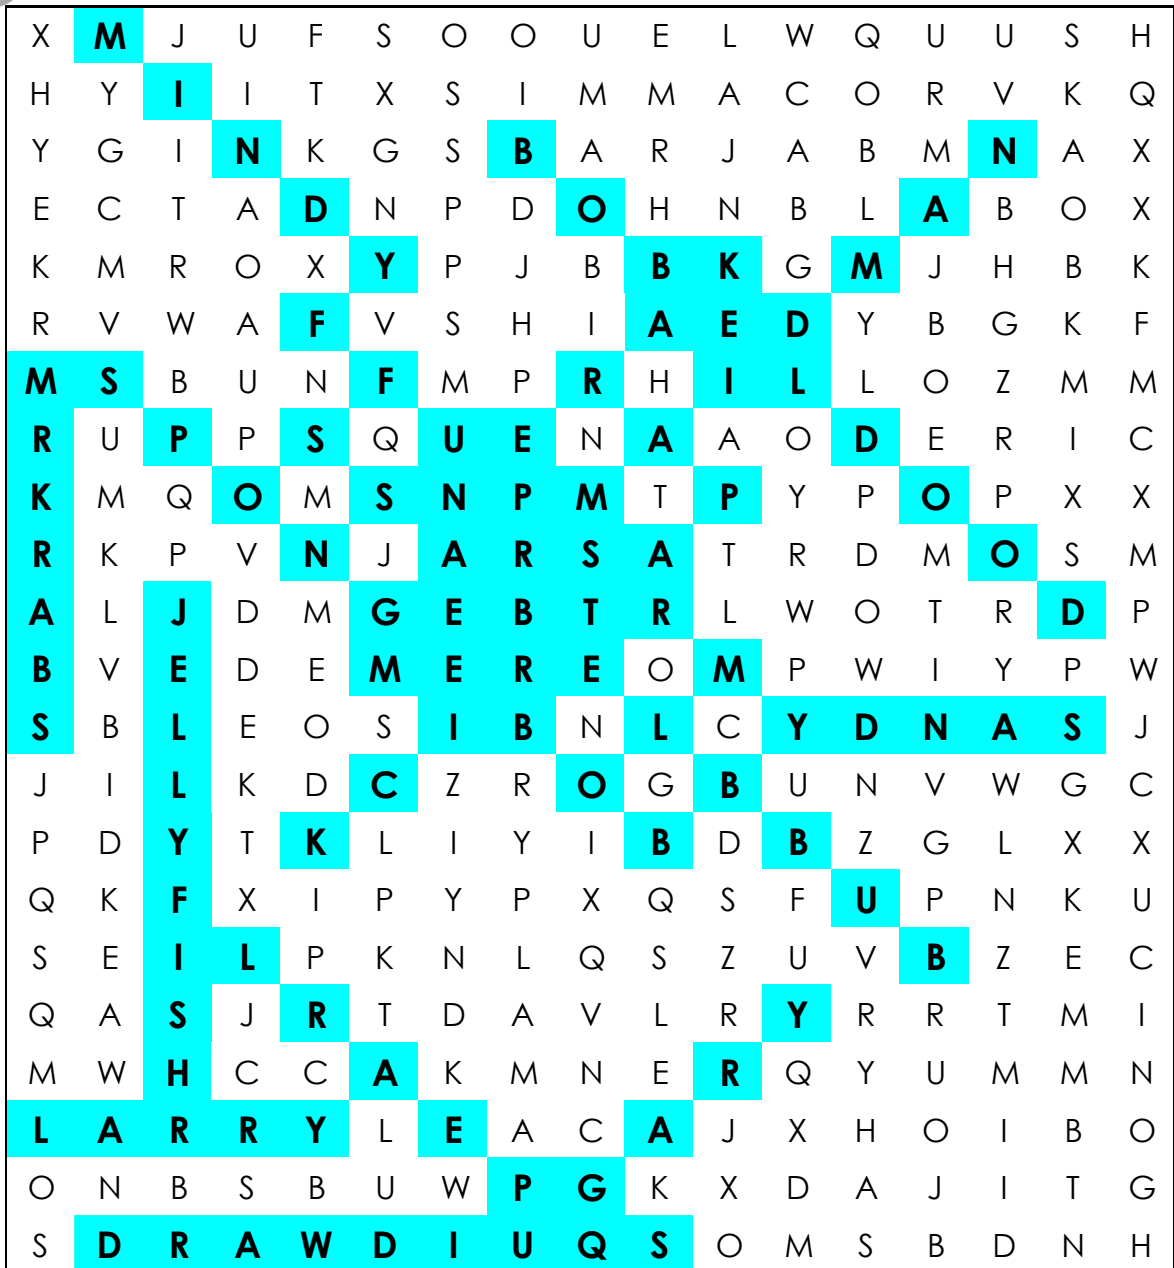 X M J U F S O O U E L W Q U U S H
H Y I I T X S I M M A C O R V K Q
Y G I N K G S B A R J A B M N A X
E C T A D N P D O H N B L A B O X
K M R O X Y P J B B K G M J H B K
R V W A F V S H I A E D Y B G K F
M S B U N F M P R H I L L O Z M M
R U P P S Q U E N A A O D E R I C
K M Q O M S N P M T P Y P O P X X
R K P V N J A R S A T R D M O S M
A L J D M G E B T R L W O T R D P
B V E D E M E R E O M P W I Y P W
S B L E O S I B N L C Y D N A S J
J I L K D C Z R O G B U N V W G C
P D Y T K L I Y I B D B Z G L X X
Q K F X I P Y P X Q S F U P N K U
S E I L P K N L Q S Z U V B Z E C
Q A S J R T D A V L R Y R R T M I
M W H C C A K M N E R Q Y U M M N
L A R R Y L E A C A J X H O I B O
O N B S B U W P G K X D A J I T G
S D R A W D I U Q S O M S B D N H